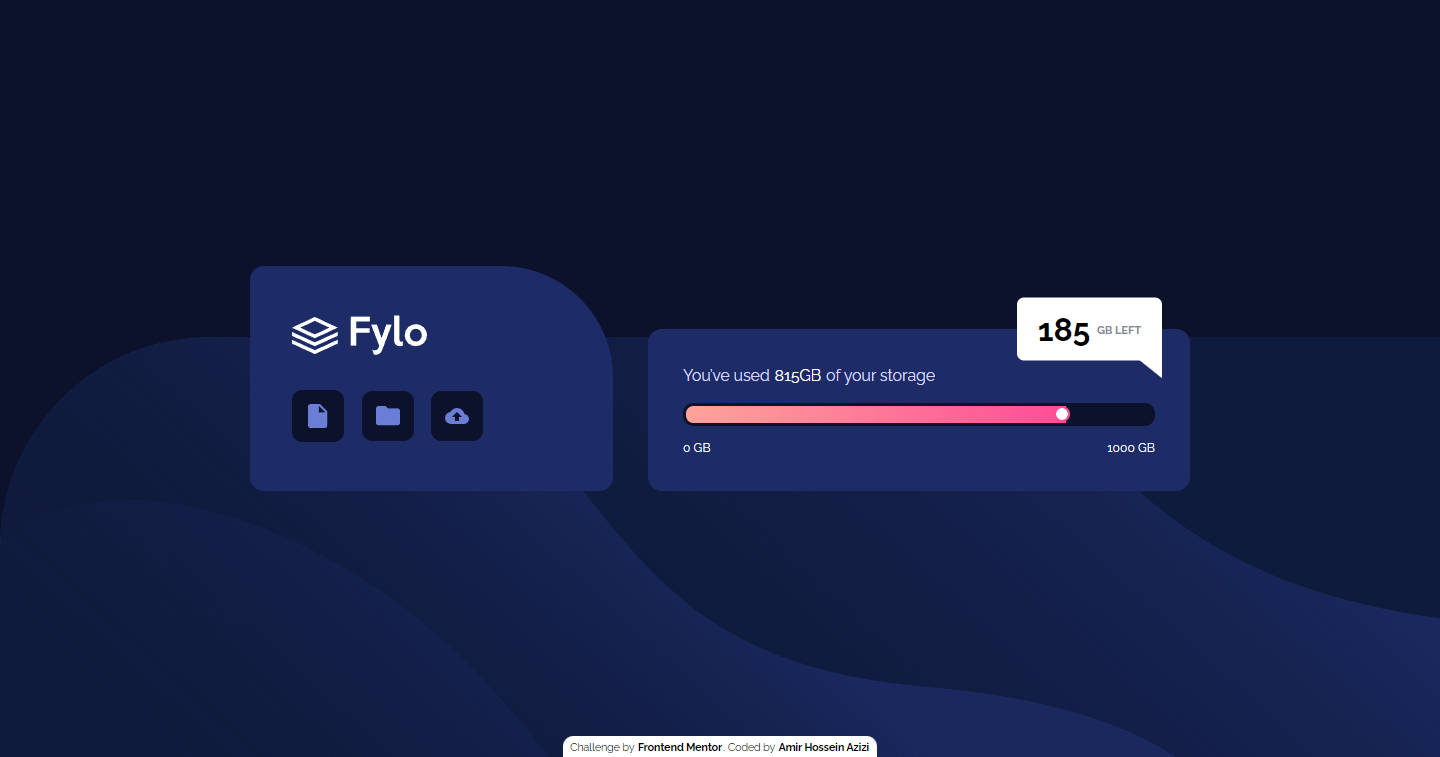 Fylo
185 GB LEFT
You've used 815GB of your storage
0 GB
1000 GB
Challenge by Frontend Mentor. Coded by Amir Hossein Azizi